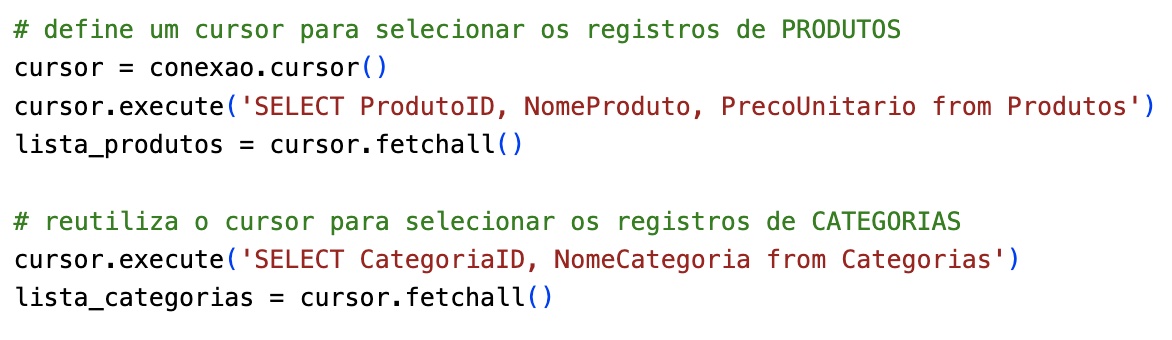 # define um cursor para selecionar os registros de PRODUTOS
cursor = conexao.cursor()
cursor.execute('SELECT ProdutoID, NomeProduto, PrecoUnitario from Produtos')
lista_produtos = cursor.fetchall()
# reutiliza o cursor para selecionar os registros de CATEGORIAS
cursor.execute('SELECT CategoriaID, NomeCategoria from Categorias')
lista_categorias = cursor.fetchall()